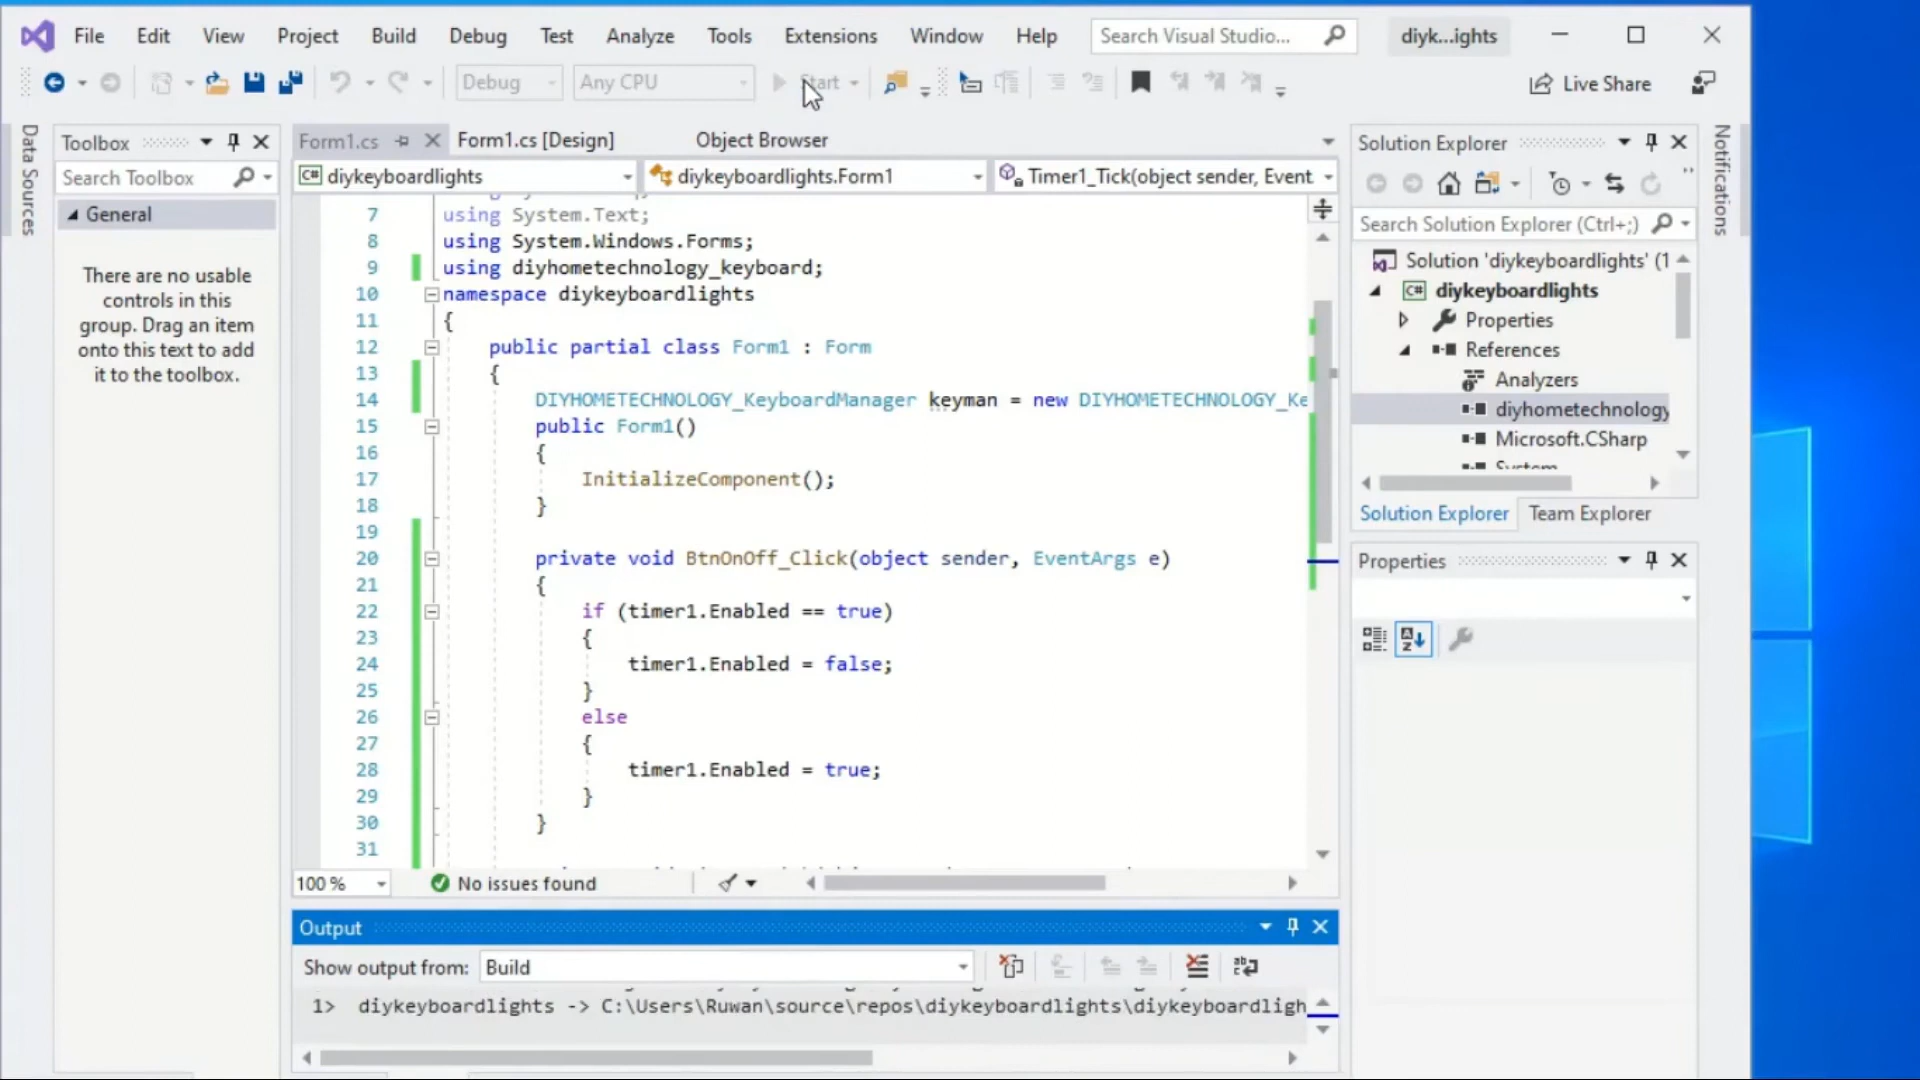 File Edit View Project Build Debug Test Analyze Tools Extensions Window Help Search Visual Studio... diyk...ights
Debug Any CPU Start Live Share
Data Sources
Toolbox
Search Toolbox
General
There are no usable
controls in this
group. Drag an item
onto this text to add
it to the toolbox.
Form1.cs Form1.cs [Design] Object Browser
diykeyboardlights diykeyboardlights.Form1 Timer1_Tick(object sender, Event
7 using System.Text;
8 using System.Windows.Forms;
9 using diyhometechnology_keyboard;
10 namespace diykeyboardlights
11 {
12 public partial class Form1 : Form
13 {
14 DIYHOMETECHNOLOGY_KeyboardManager keyman = new DIYHOMETECHNOLOGY_Ke
15 public Form1()
16 {
17 InitializeComponent();
18 }
19
20 private void BtnOnOff_Click(object sender, EventArgs e)
21 {
22 if (timer1.Enabled == true)
23 {
24 timer1.Enabled = false;
25 }
26 else
27 {
28 timer1.Enabled = true;
29 }
30 }
31
100 % No issues found
Output
Show output from: Build
1> diykeyboardlights -> C:\Users\Ruwan\source\repos\diykeyboardlights\diykeyboardligh
Solution Explorer
Search Solution Explorer (Ctrl+;)
Solution 'diykeyboardlights' (1
C# diykeyboardlights
Properties
References
Analyzers
diyhometechnology
Microsoft.CSharp
Solution Explorer Team Explorer
Properties
Notifications